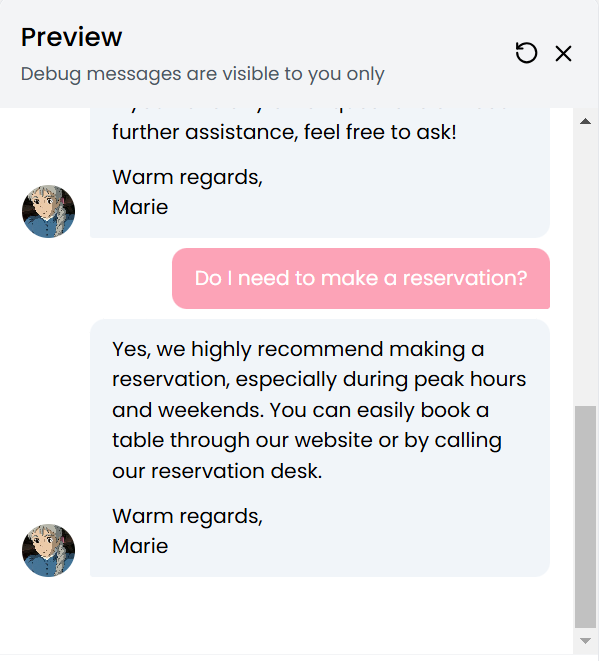 Preview
Debug messages are visible to you only
further assistance, feel free to ask!
Warm regards,
Marie
Do I need to make a reservation?
Yes, we highly recommend making a
reservation, especially during peak hours
and weekends. You can easily book a
table through our website or by calling
our reservation desk.
Warm regards,
Marie